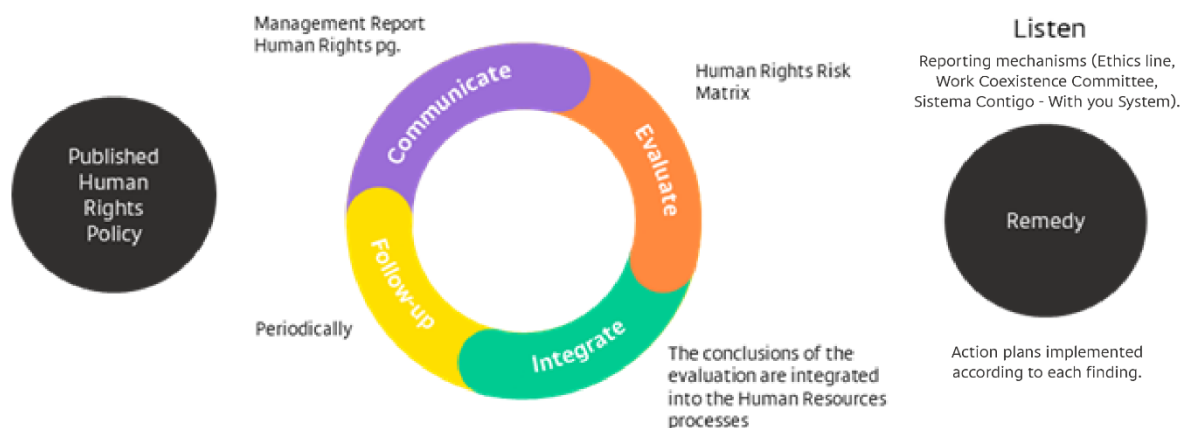 Published
Human
Rights
Policy
Management Report
Human Rights pg.
Communicate
Evaluate
Human Rights Risk
Matrix
Integrate
The conclusions of the
evaluation are integrated
into the Human Resources
processes
Follow-up
Periodically
Listen
Reporting mechanisms (Ethics line,
Work Coexistence Committee,
Sistema Contigo - With you System).
Remedy
Action plans implemented
according to each finding.